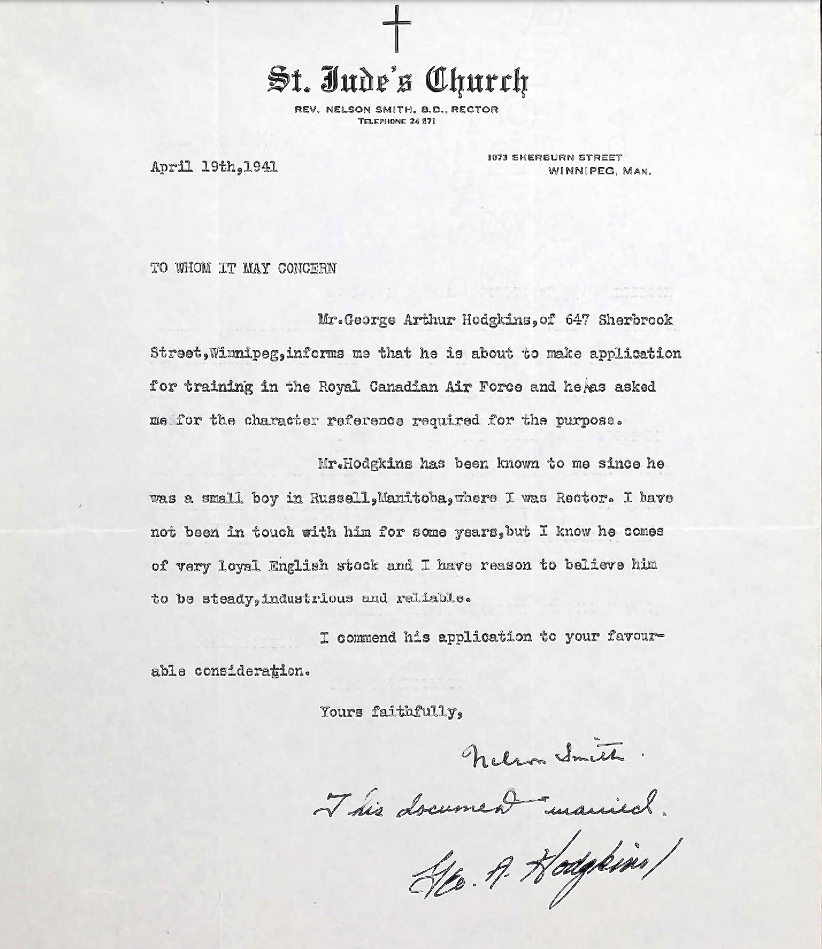 St. Jude's Church
REV. NELSON SMITH, B.D., RECTOR
TELEPHONE 24 871
1073 SHERBURN STREET
WINNIPEG, MAN.
April 19th,1941
TO WHOM IT MAY CONCERN
Mr.George Arthur Hodgkins,of 647 Sherbrook
Street,Winnipeg,informs me that he is about to make application
for training in the Royal Canadian Air Force and he has asked
me for the character reference required for the purpose.
Mr.Hodgkins has been known to me since he
was a small boy in Russell,Manitoba,where I was Rector. I have
not been in touch with him for some years,but I know he comes
of very loyal English stock and I have reason to believe him
to be steady,industrious and reliable.
I commend his application to your favour-
able consideration.
Yours faithfully,
Nelson Smith.
This document married.
Geo. A. Hodgkins